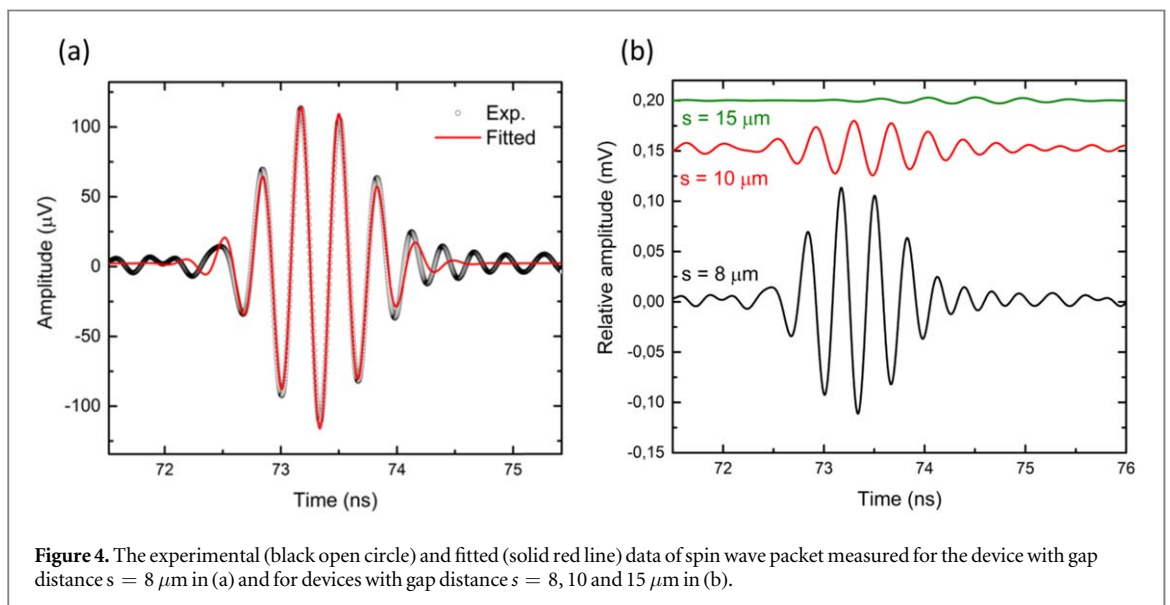 (a)
Exp.
Fitted
100
50
0
-50
-100
Amplitude (μV)
72
73
74
75
Time (ns)
(b)
0,20
0,15
0,10
0,05
0,00
-0,05
-0,10
-0,15
Relative amplitude (mV)
s = 15 μm
s = 10 μm
s = 8 μm
72
73
74
75
76
Time (ns)
Figure 4. The experimental (black open circle) and fitted (solid red line) data of spin wave packet measured for the device with gap
distance s = 8 μm in (a) and for devices with gap distance s = 8, 10 and 15 μm in (b).